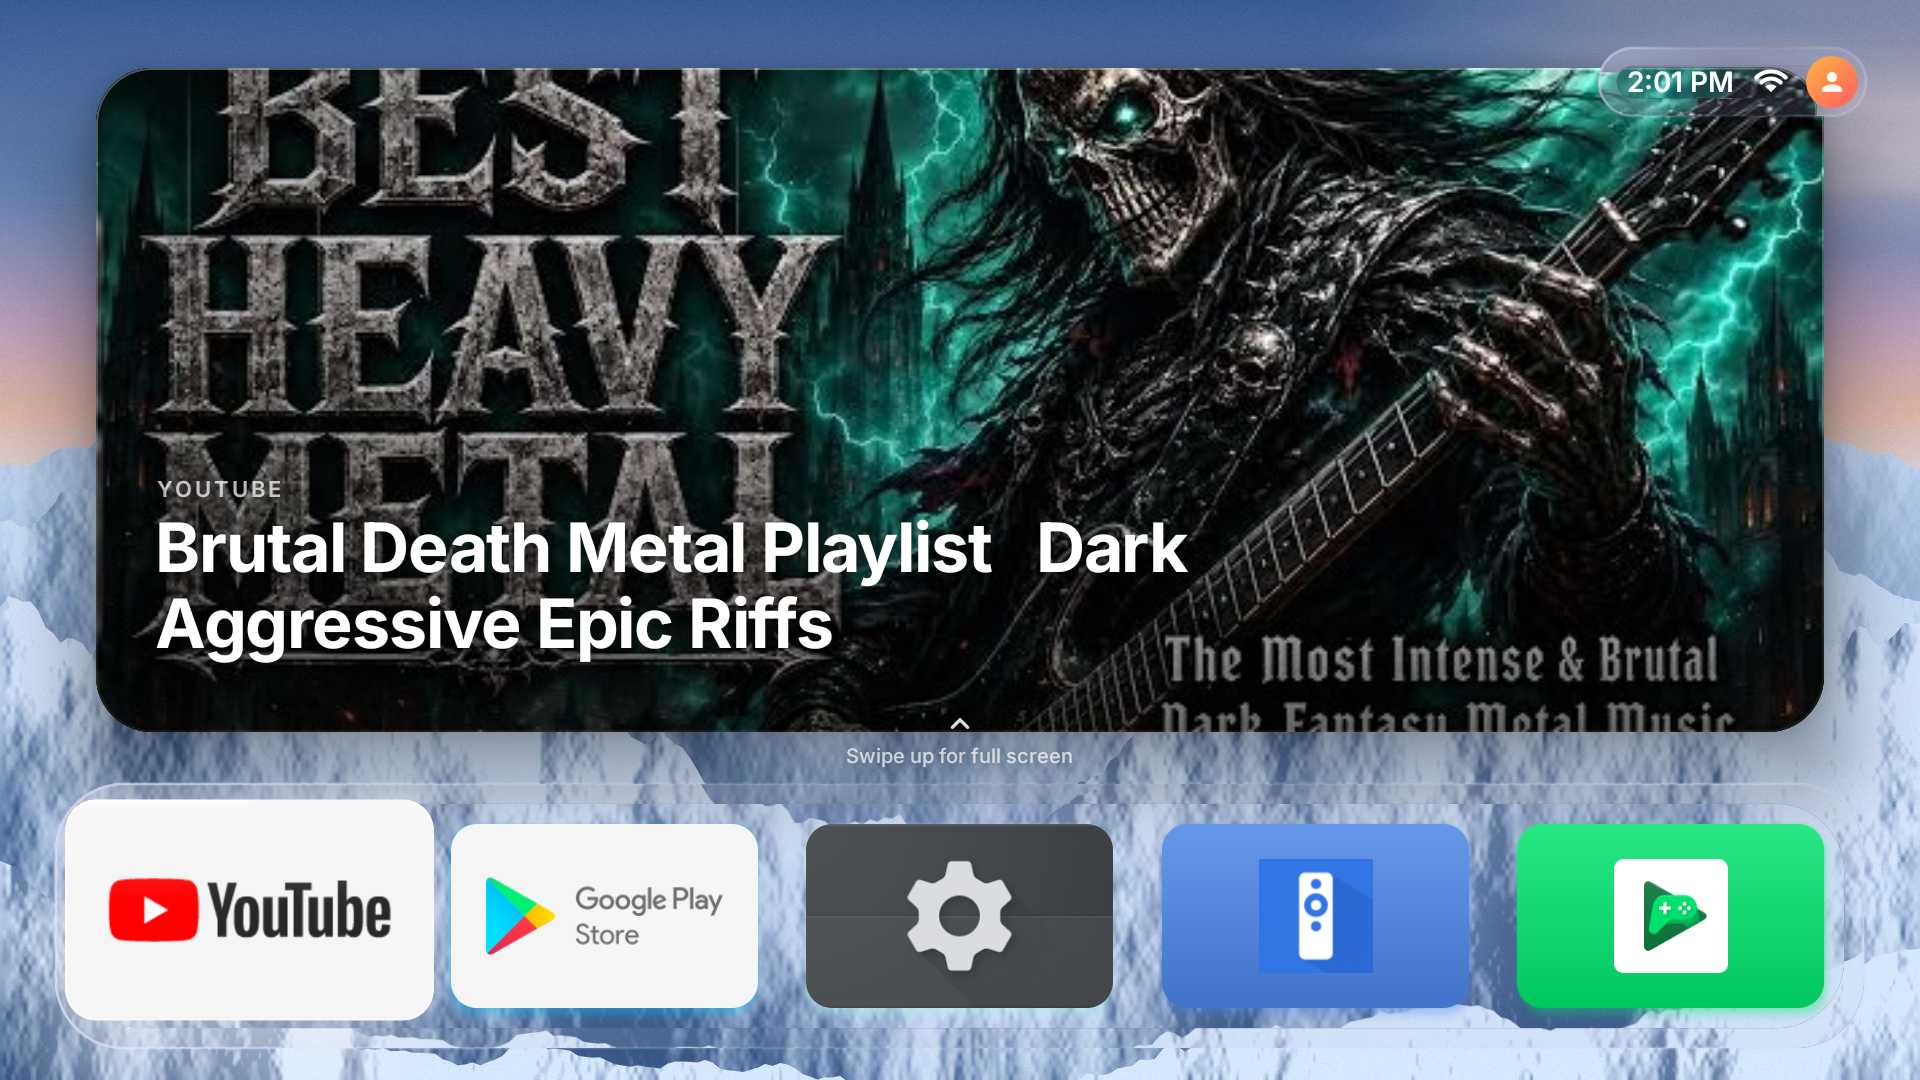 2:01 PM
BEST
HEAVY
METAL
YOUTUBE
Brutal Death Metal Playlist Dark
Aggressive Epic Riffs
The Most Intense & Brutal
Dark Fantasy Metal Music
Swipe up for full screen
YouTube
Google Play
Store